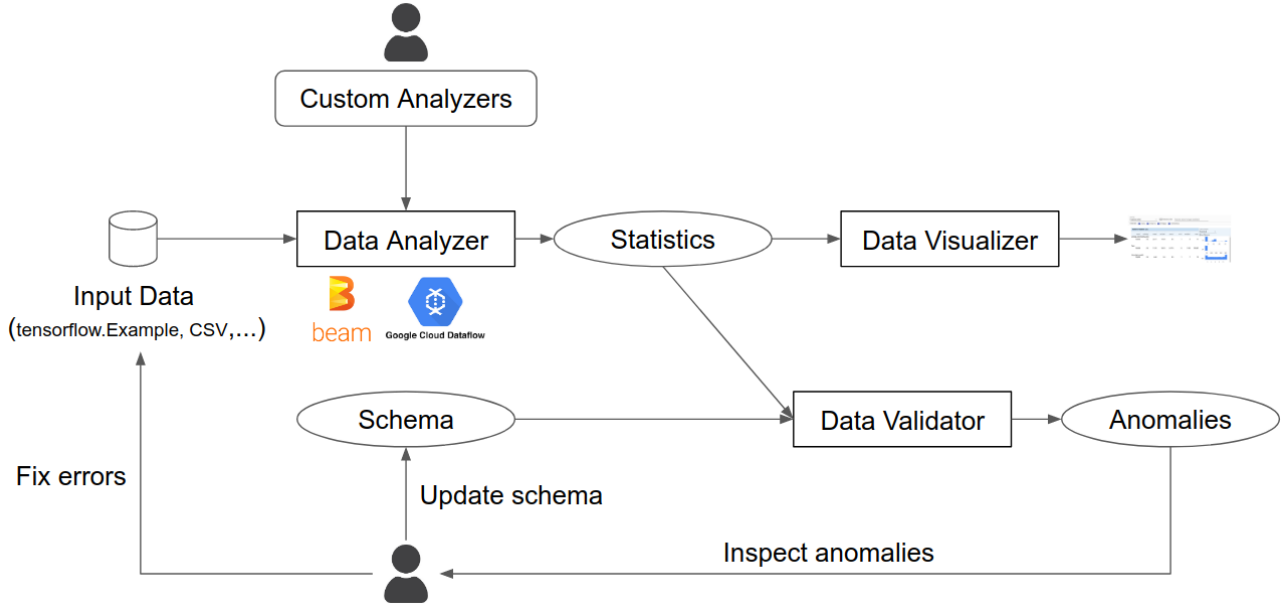 Custom Analyzers
Data Analyzer
Statistics
Data Visualizer
Input Data
(tensorflow.Example, CSV,...)
beam
Google Cloud Dataflow
Schema
Data Validator
Anomalies
Fix errors
Update schema
Inspect anomalies